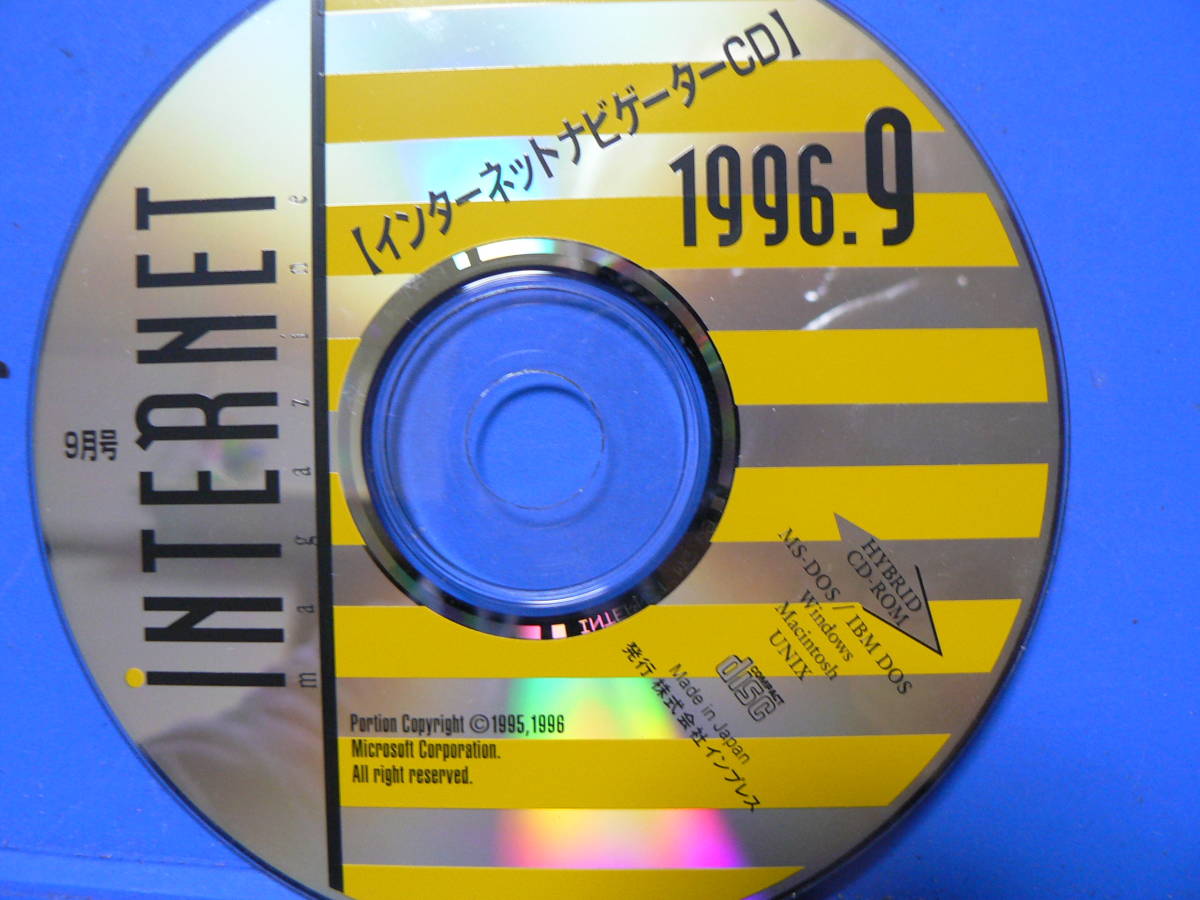 【インターネットナビゲーターCD】
1996.9
iNTERNET
magazine
9月号
HYBRID
CD-ROM
MS-DOS / IBM DOS
Windows
Macintosh
UNIX
COMPACT
disc
Made in Japan
発行 株式会社インプレス
Portion Copyright ©1995,1996
Microsoft Corporation.
All right reserved.